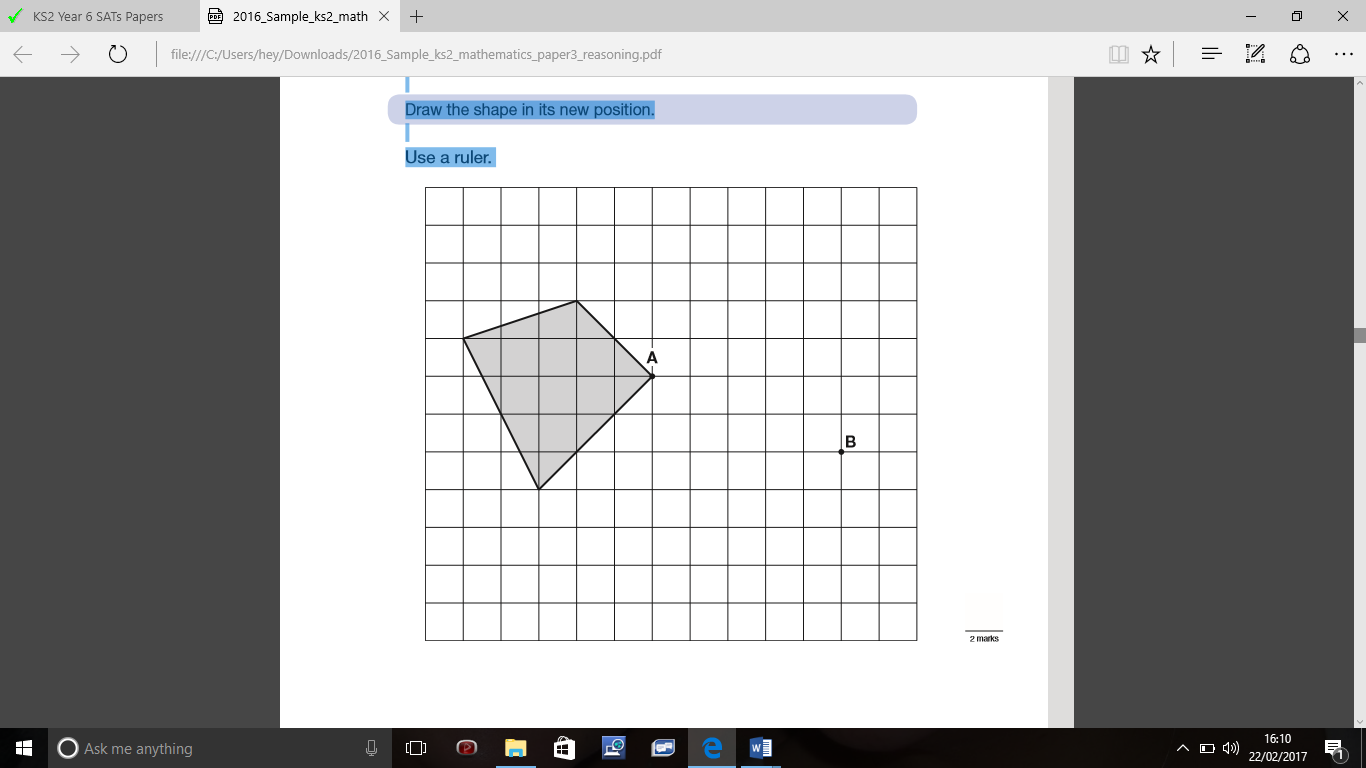 KS2 Year 6 SATs Papers
2016_Sample_ks2_math
file:///C:/Users/hey/Downloads/2016_Sample_ks2_mathematics_paper3_reasoning.pdf
Draw the shape in its new position.
Use a ruler.
A
B
2 marks
Ask me anything
16:10
22/02/2017
1